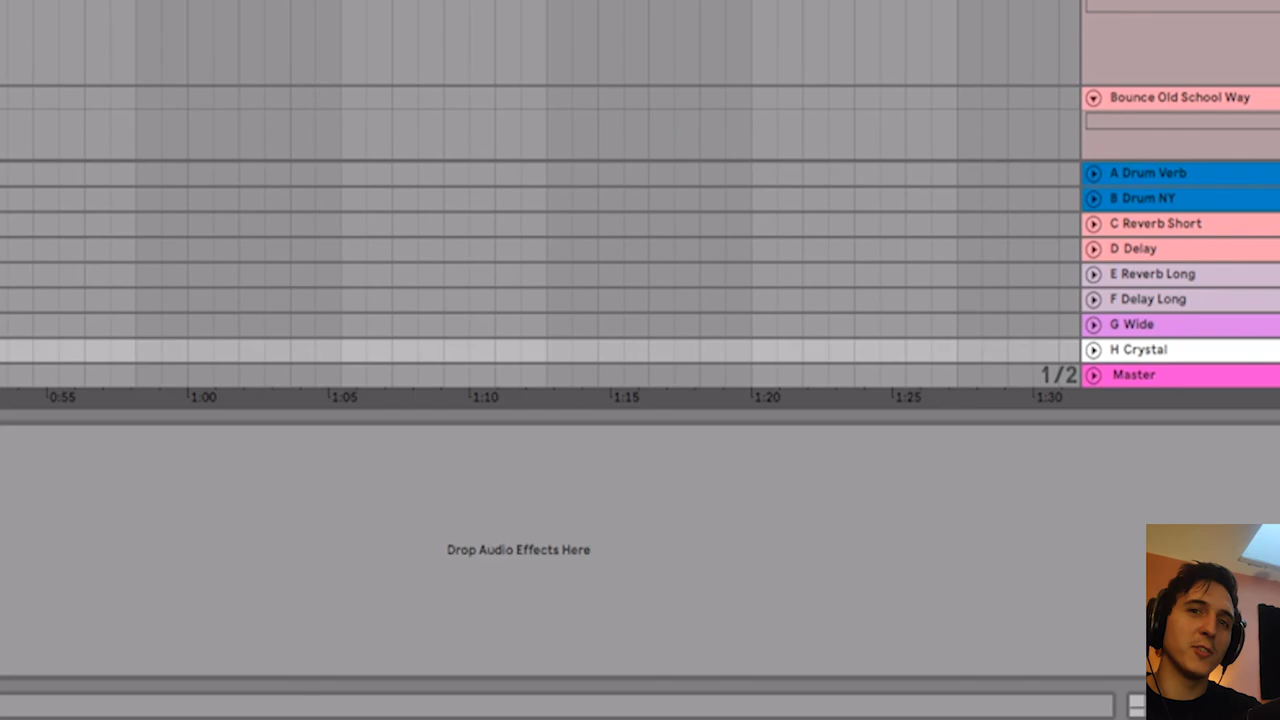 Bounce Old School Way
A Drum Verb
B Drum NY
C Reverb Short
D Delay
E Reverb Long
F Delay Long
G Wide
H Crystal
1/2
Master
0:55 1:00 1:05 1:10 1:15 1:20 1:25 1:30
Drop Audio Effects Here